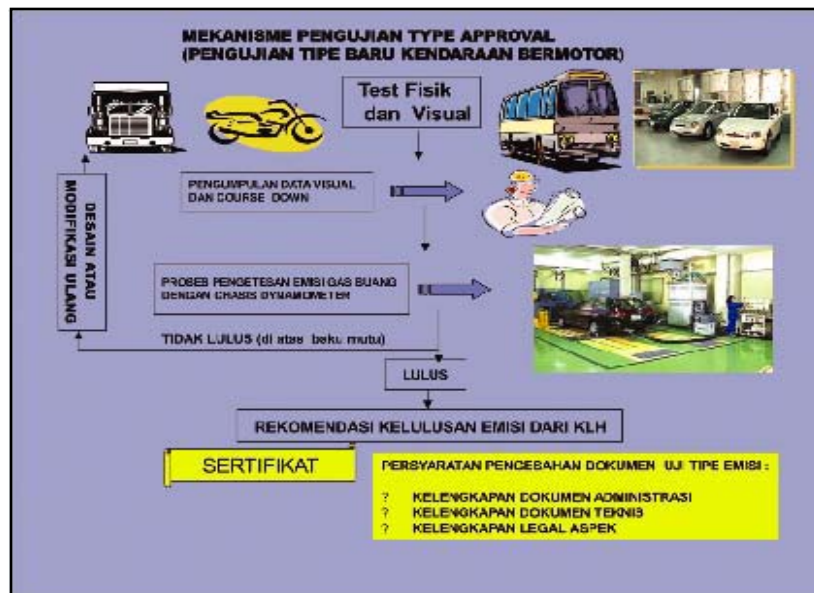 MEKANISME PENGUJIAN TYPE APPROVAL
(PENGUJIAN TIPE BARU KENDARAAN BERMOTOR)
Test Fisik
dan Visual
PENGUMPULAN DATA VISUAL
DAN COURSE DOWN
DESAIN ATAU
MODIFIKASI ULANG
PROSES PENGETESAN EMISI GAS BUANG
DENGAN CHASIS DYNAMOMETER
TIDAK LULUS (di atas baku mutu)
LULUS
REKOMENDASI KELULUSAN EMISI DARI KLH
SERTIFIKAT
PERSYARATAN PENGESAHAN DOKUMEN UJI TIPE EMISI :
? KELENGKAPAN DOKUMEN ADMINISTRASI
? KELENGKAPAN DOKUMEN TEKNIS
? KELENGKAPAN LEGAL ASPEK